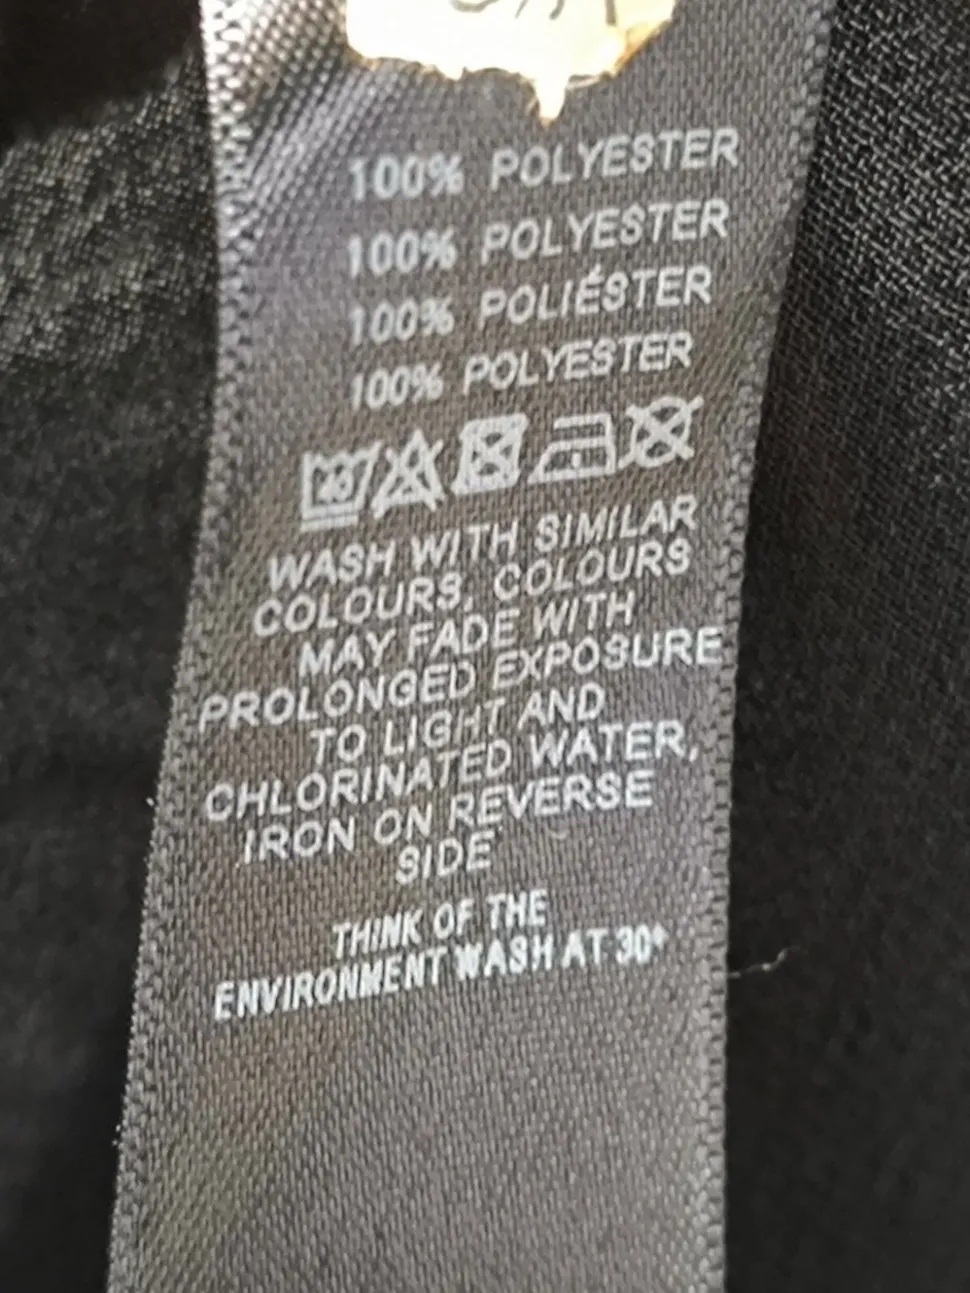 100% POLYESTER
100% POLYESTER
100% POLIÉSTER
100% POLYESTER
40
WASH WITH SIMILAR
COLOURS, COLOURS
MAY FADE WITH
PROLONGED EXPOSURE
TO LIGHT AND
CHLORINATED WATER,
IRON ON REVERSE
SIDE
THINK OF THE
ENVIRONMENT WASH AT 30°